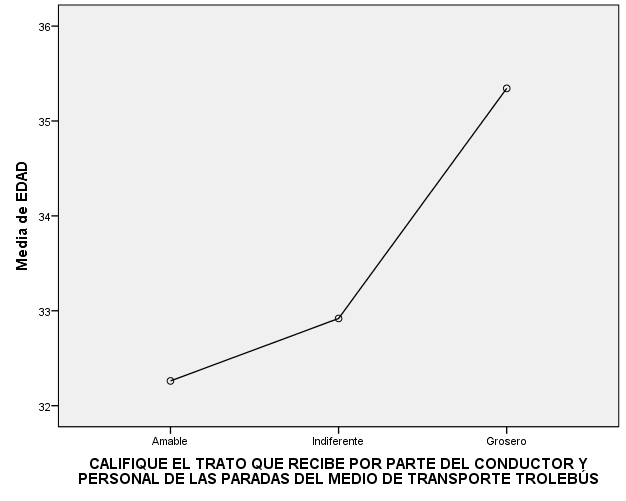 36
35
34
33
32
Media de EDAD
Amable Indiferente Grosero
CALIFIQUE EL TRATO QUE RECIBE POR PARTE DEL CONDUCTOR Y
PERSONAL DE LAS PARADAS DEL MEDIO DE TRANSPORTE TROLEBÚS